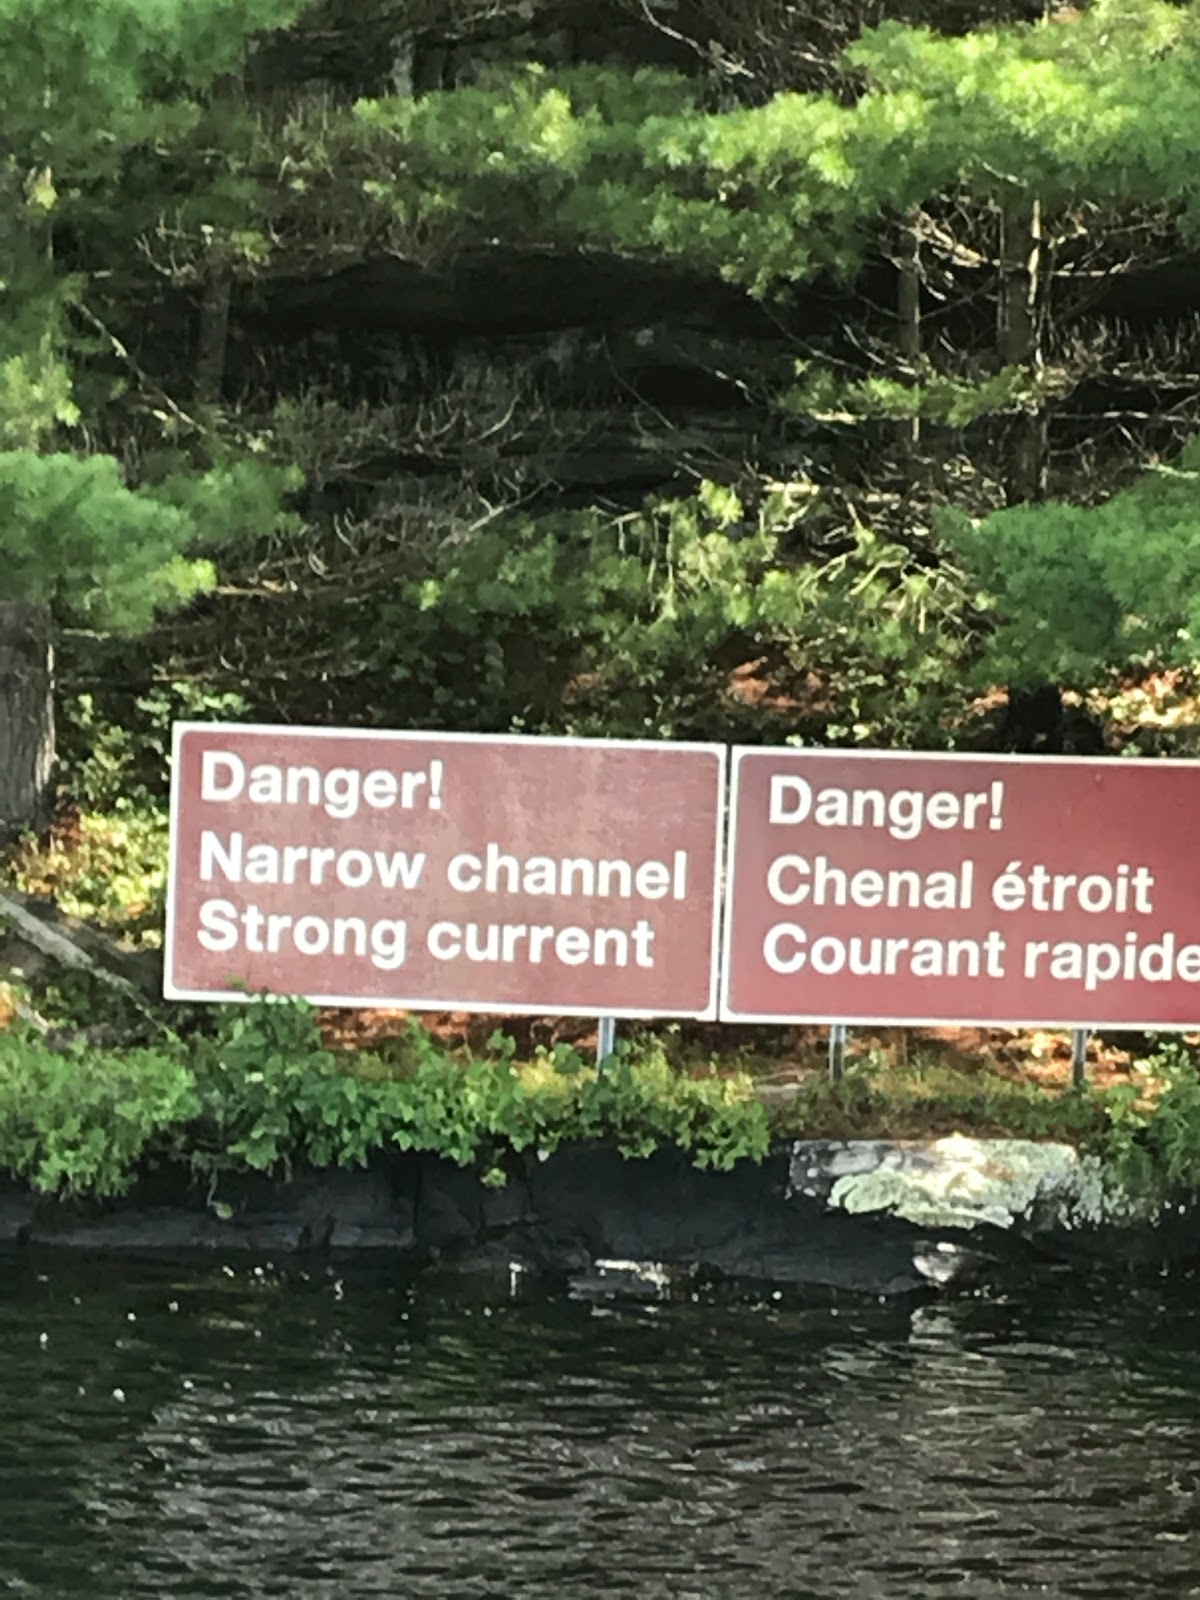 Danger!
Narrow channel
Strong current
Danger!
Chenal étroit
Courant rapide